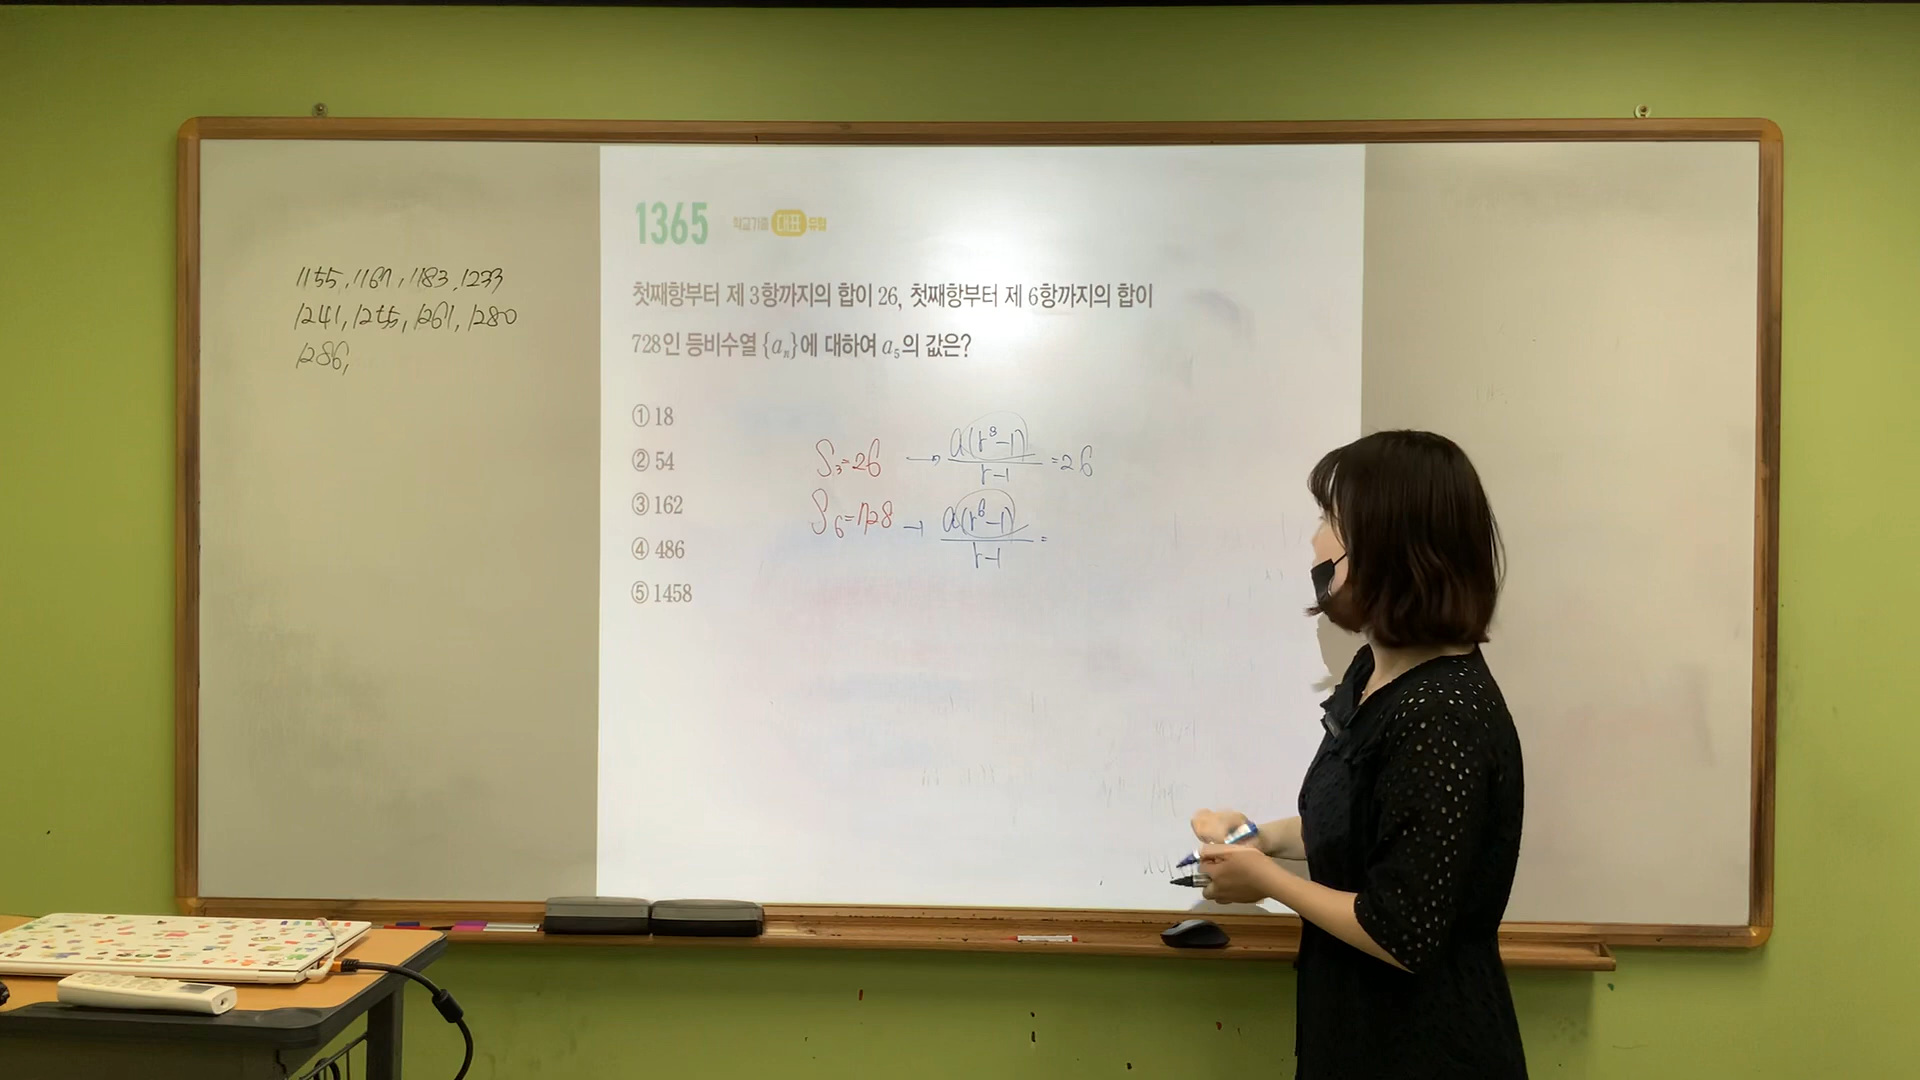 1155, 1167, 1183, 1233
1241, 1255, 1261, 1280
1286,
1365 학교기출 대표 유형
첫째항부터 제 3항까지의 합이 26, 첫째항부터 제 6항까지의 합이
728인 등비수열 {aₙ}에 대하여 a₅의 값은?
① 18
② 54
③ 162
④ 486
⑤ 1458
S₃=26 → a(r³-1)/r-1 =26
S₆=728 → a(r⁶-1)/r-1 =